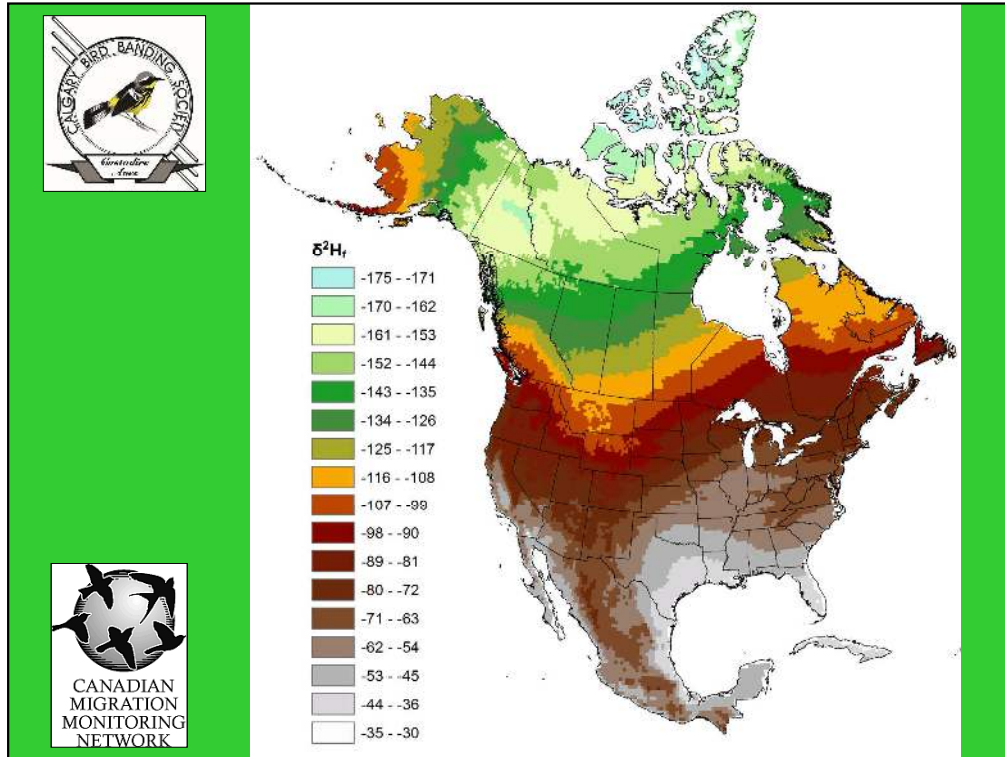 CALGARY BIRD BANDING SOCIETY
δ²Hf
-175 - -171
-170 - -162
-161 - -153
-152 - -144
-143 - -135
-134 - -126
-125 - -117
-116 - -108
-107 - -99
-98 - -90
-89 - -81
-80 - -72
-71 - -63
-62 - -54
-53 - -45
-44 - -36
-35 - -30
CANADIAN
MIGRATION
MONITORING
NETWORK